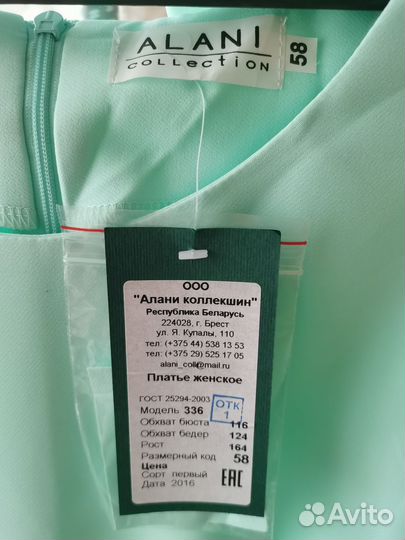 ALANI
COLLECTION
58
ООО
"Алани коллекшин"
Республика Беларусь
224028, г. Брест
ул. Я. Купалы, 110
тел: (+375 44) 538 13 53
тел: (+375 29) 525 17 05
alani_coll@mail.ru
Платье женское
ГОСТ 25294-2003
ОТК
1
Модель 336
Обхват бюста 116
Обхват бедер 124
Рост 164
Размерный код 58
Цена
Сорт первый
Дата 2016
EAC
Avito